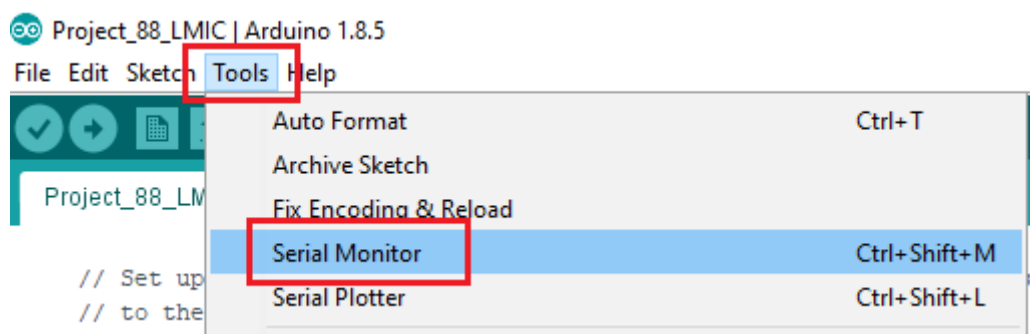 Project_88_LMIC | Arduino 1.8.5
File Edit Sketch Tools Help
Auto Format Ctrl+T
Archive Sketch
Project_88_LM
Fix Encoding & Reload
Serial Monitor Ctrl+Shift+M
// Set up
Serial Plotter Ctrl+Shift+L
// to the